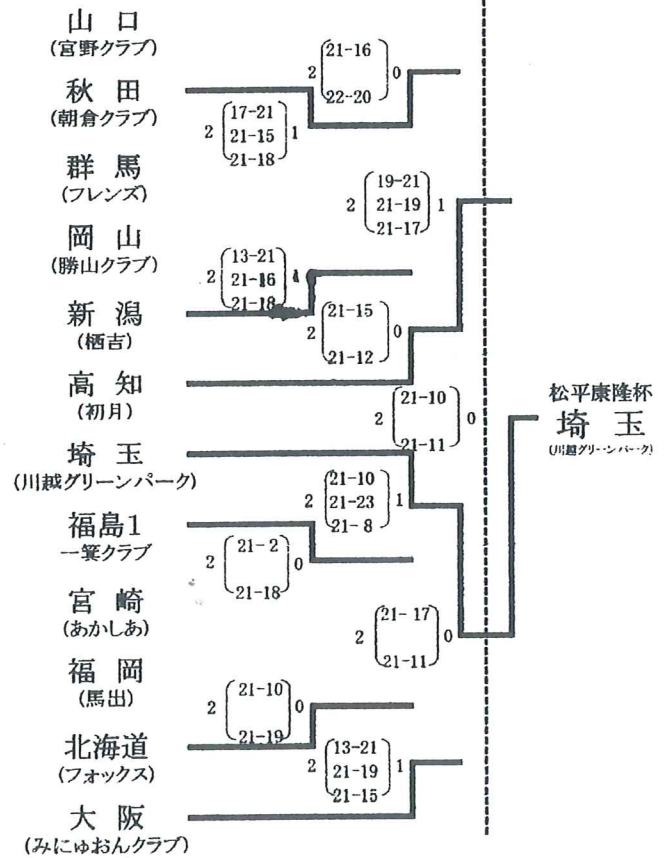 山口
(宮野クラブ)
秋田
(朝倉クラブ)
群馬
(フレンズ)
岡山
(勝山クラブ)
新潟
(栖吉)
高知
(初月)
埼玉
(川越グリーンパーク)
福島1
一箕クラブ
宮崎
(あかしあ)
福岡
(馬出)
北海道
(フォックス)
大阪
(みにゅおんクラブ)
21-16
2 0
22-20
17-21
2 21-15 1
21-18
19-21
2 21-19 1
21-17
13-21
2 21-16
21-18
21-15
2 0
21-12
21-10
2 0
21-11
21-10
2 21-23 1
21-8
21-2
2 0
21-18
21-17
2 0
21-11
21-10
2 0
21-19
13-21
2 21-19 1
21-15
松平康隆杯
埼玉
(川越グリーンパーク)